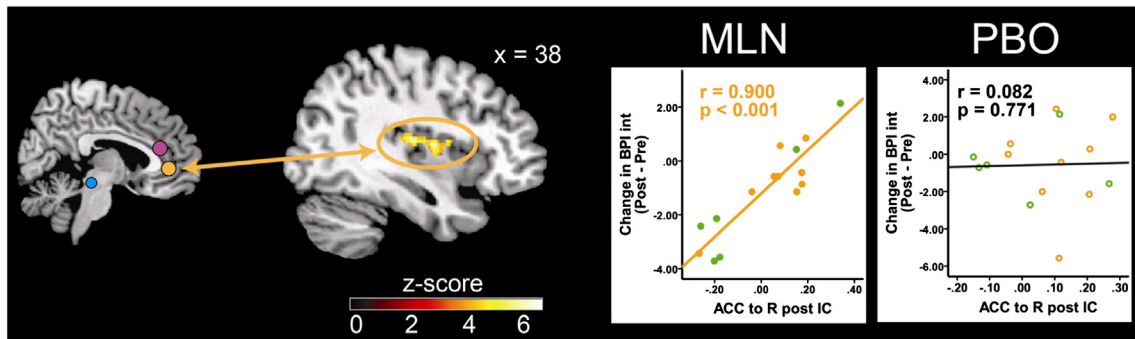 x = 38
z-score
0 2 4 6
MLN
r = 0.900
p < 0.001
Change in BPI int
(Post - Pre)
2.00
.00
-2.00
-4.00
-.20 .00 .20 .40
ACC to R post IC
PBO
r = 0.082
p = 0.771
Change in BPI int
(Post - Pre)
4.00
2.00
.00
-2.00
-4.00
-6.00
-.20 -.10 .00 .10 .20 .30
ACC to R post IC